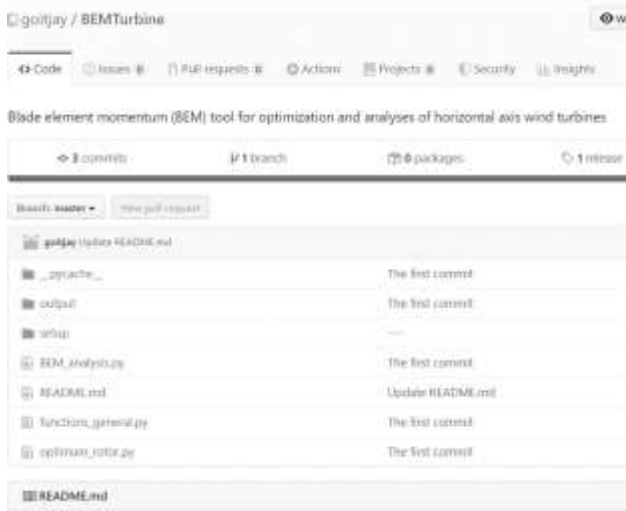 goitjay / BEMTurbine
W
Code Issues Pull requests Actions Projects Security Insights
Blade element momentum (BEM) tool for optimization and analyses of horizontal axis wind turbines
3 commits 1 branch 0 packages 1 release
Branch: master New pull request
goitjay Update README.md
__pycache__ The first commit
output The first commit
setup
BEM_analysis.py The first commit
README.md Update README.md
functions_general.py The first commit
optimum_rotor.py The first commit
README.md